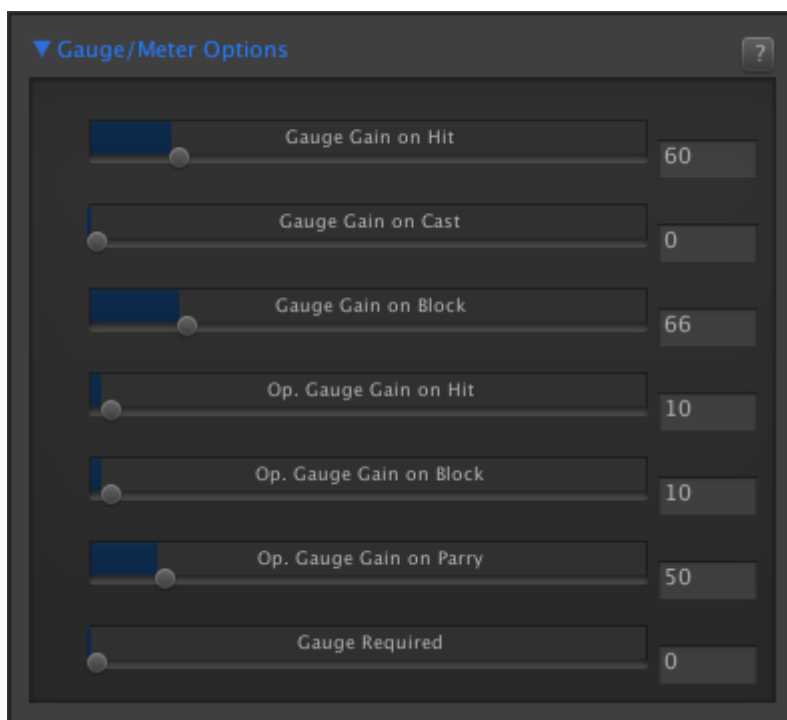 Gauge/Meter Options
?
Gauge Gain on Hit
60
Gauge Gain on Cast
0
Gauge Gain on Block
66
Op. Gauge Gain on Hit
10
Op. Gauge Gain on Block
10
Op. Gauge Gain on Parry
50
Gauge Required
0